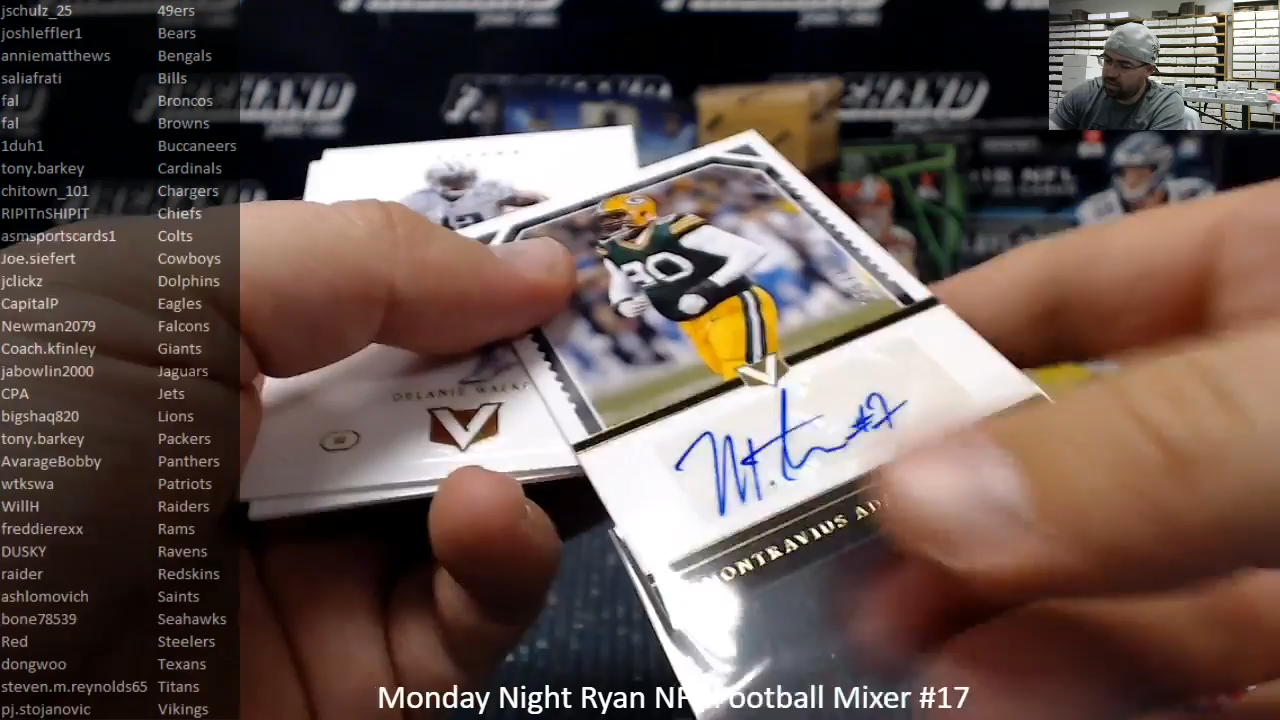 jschulz_25 49ers
joshleffler1 Bears
anniematthews Bengals
saliafrati Bills
fal Broncos
fal Browns
1duh1 Buccaneers
tony.barkey Cardinals
chitown_101 Chargers
RIPITnSHIPIT Chiefs
asmsportscards1 Colts
Joe.siefert Cowboys
jclickz Dolphins
CapitalP Eagles
Newman2079 Falcons
Coach.kfinley Giants
jabowlin2000 Jaguars
CPA Jets
bigshaq820 Lions
tony.barkey Packers
AvarageBobby Panthers
wtkswa Patriots
WillH Raiders
freddierexx Rams
DUSKY Ravens
raider Redskins
ashlomovich Saints
bone78539 Seahawks
Red Steelers
dongwoo Texans
steven.m.reynolds65 Titans
pj.stojanovic Vikings
NFL
G
90
V
DELANIE
V
MONTRAVIUS
Monday Night Ryan NFL Football Mixer #17